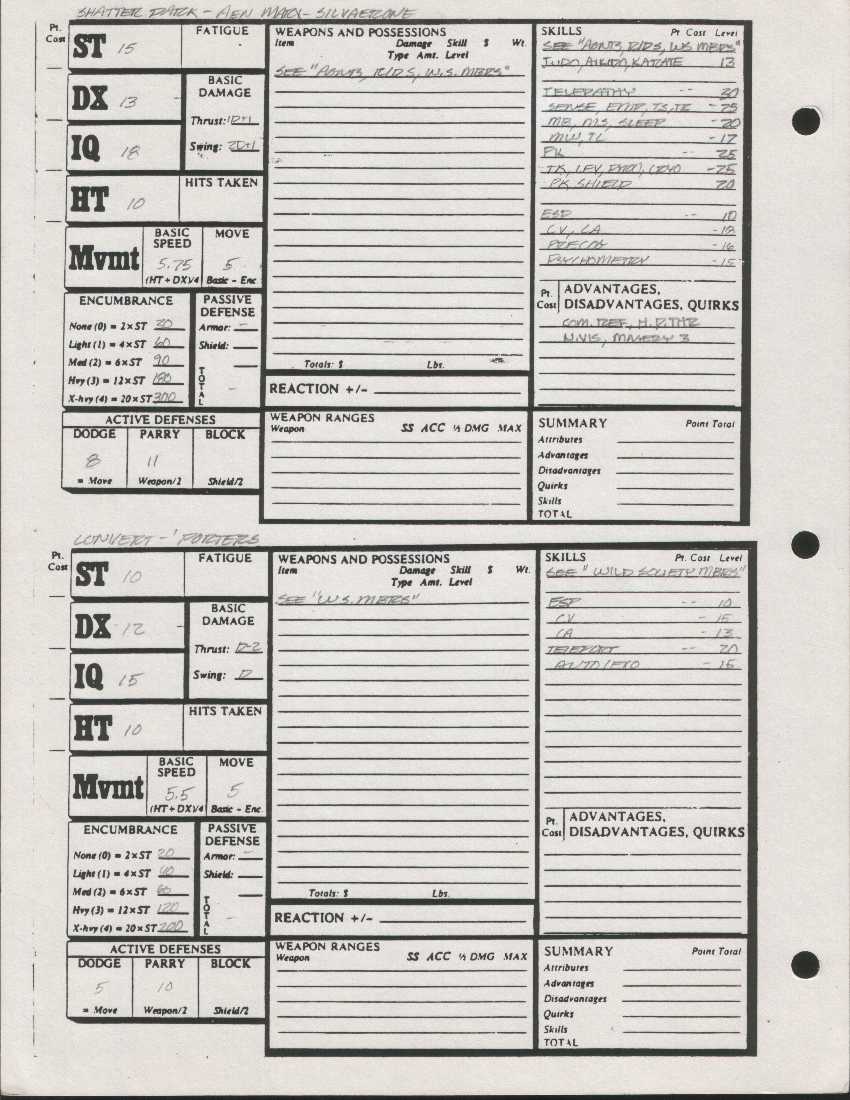 SHATTER DARK - AEN MARX - SILVAERONE
Pt. Cost
ST 15
FATIGUE
DX 13
BASIC DAMAGE
Thrust: 1D+1
Swing: 2D+1
IQ 18
HT 10
HITS TAKEN
Mvmt
BASIC SPEED 5.75
(HT + DX)/4
MOVE 5
Basic - Enc
ENCUMBRANCE
None (0) = 2×ST 30
Light (1) = 4×ST 60
Med (2) = 6×ST 90
Hvy (3) = 12×ST 180
X-hvy (4) = 20×ST 300
PASSIVE DEFENSE
Armor: -
Shield: -
TOTAL -
ACTIVE DEFENSES
DODGE PARRY BLOCK
8 11
= Move Weapon/2 Shield/2
WEAPONS AND POSSESSIONS
Item Damage Skill $ Wt.
Type Amt. Level
SEE "AGNTS, RIDS, W.S. MBRS"
Totals: $ Lbs.
REACTION +/-
WEAPON RANGES
Weapon SS ACC ½ DMG MAX
SKILLS Pt Cost Level
SEE "AGNTS, RIDS, WS MBRS"
JUDO, AIKIDO, KARATE 13
TELEPATHY -- 30
SENSE, EMP, TS, TR -25
MB, MS, SLEEP -20
MW, TC -17
PK -- 25
TK, LEV, PYRO, CRYO -25
PK SHIELD 20
ESP -- 10
CV, CA -18
PRECOG -16
PSYCHOMETRY -15
Pt. Cost
ADVANTAGES, DISADVANTAGES, QUIRKS
COM. REF, H.P.THR
N.VIS, MAGERY 3
SUMMARY Point Total
Attributes
Advantages
Disadvantages
Quirks
Skills
TOTAL
CONVERT - 'PORTERS
Pt. Cost
ST 10
FATIGUE
DX 12
BASIC DAMAGE
Thrust: D-2
Swing: D
IQ 15
HT 10
HITS TAKEN
Mvmt
BASIC SPEED 5.5
(HT + DX)/4
MOVE 5
Basic - Enc
ENCUMBRANCE
None (0) = 2×ST 20
Light (1) = 4×ST 40
Med (2) = 6×ST 60
Hvy (3) = 12×ST 120
X-hvy (4) = 20×ST 200
PASSIVE DEFENSE
Armor: -
Shield:
TOTAL -
ACTIVE DEFENSES
DODGE PARRY BLOCK
5 10
= Move Weapon/2 Shield/2
WEAPONS AND POSSESSIONS
Item Damage Skill $ Wt.
Type Amt. Level
SEE "W.S. MBRS"
Totals: $ Lbs.
REACTION +/-
WEAPON RANGES
Weapon SS ACC ½ DMG MAX
SKILLS Pt. Cost Level
SEE "WILD SOCIETY MBRS"
ESP -- 10
CV - 15
CA - 13
TELEPORT -- 20
AUTO/EXO - 15
Pt. Cost
ADVANTAGES, DISADVANTAGES, QUIRKS
SUMMARY Point Total
Attributes
Advantages
Disadvantages
Quirks
Skills
TOTAL